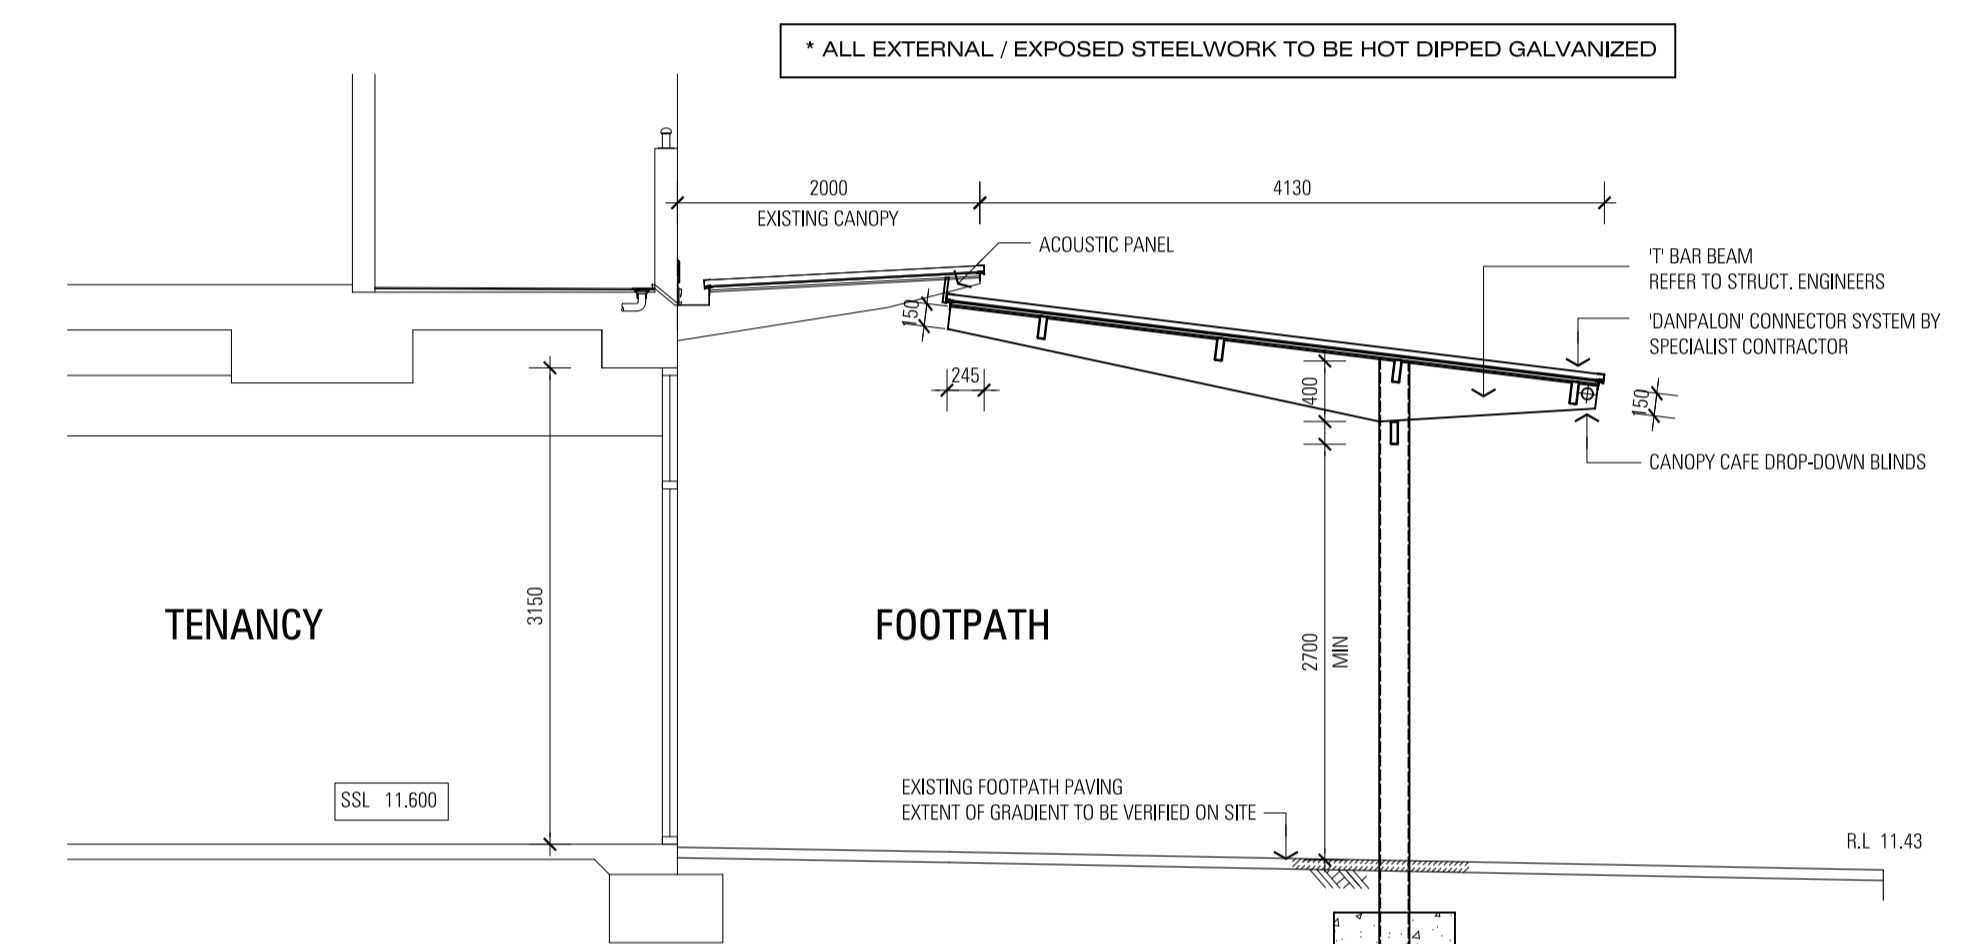 * ALL EXTERNAL / EXPOSED STEELWORK TO BE HOT DIPPED GALVANIZED
2000
4130
EXISTING CANOPY
ACOUSTIC PANEL
'T' BAR BEAM
REFER TO STRUCT. ENGINEERS
'DANPALON' CONNECTOR SYSTEM BY
SPECIALIST CONTRACTOR
150
245
400
150
CANOPY CAFE DROP-DOWN BLINDS
TENANCY
3150
FOOTPATH
2700
MIN
SSL 11.600
EXISTING FOOTPATH PAVING
EXTENT OF GRADIENT TO BE VERIFIED ON SITE
R.L 11.43